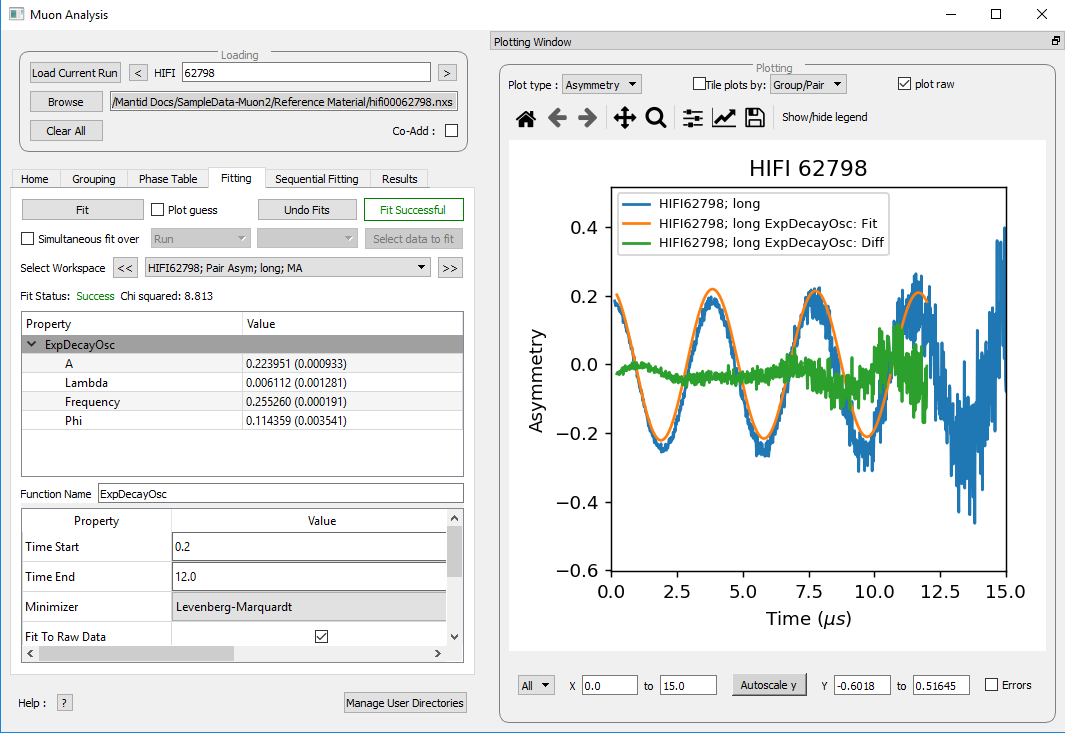 Muon Analysis
Loading
Load Current Run < HIFI 62798 >
Browse /Mantid Docs/SampleData-Muon2/Reference Material/hifi00062798.nxs
Clear All Co-Add :
Home Grouping Phase Table Fitting Sequential Fitting Results
Fit Plot guess Undo Fits Fit Successful
Simultaneous fit over Run Select data to fit
Select Workspace << HIFI62798; Pair Asym; long; MA >>
Fit Status: Success Chi squared: 8.813
Property Value
ExpDecayOsc
A 0.223951 (0.000933)
Lambda 0.006112 (0.001281)
Frequency 0.255260 (0.000191)
Phi 0.114359 (0.003541)
Function Name ExpDecayOsc
Property Value
Time Start 0.2
Time End 12.0
Minimizer Levenberg-Marquardt
Fit To Raw Data
Help : ? Manage User Directories
Plotting Window
Plotting
Plot type : Asymmetry Tile plots by: Group/Pair plot raw
Show/hide legend
HIFI 62798
HIFI62798; long
HIFI62798; long ExpDecayOsc: Fit
HIFI62798; long ExpDecayOsc: Diff
Asymmetry
0.4
0.2
0.0
−0.2
−0.4
−0.6
0.0 2.5 5.0 7.5 10.0 12.5 15.0
Time (μs)
All X 0.0 to 15.0 Autoscale y Y -0.6018 to 0.51645 Errors